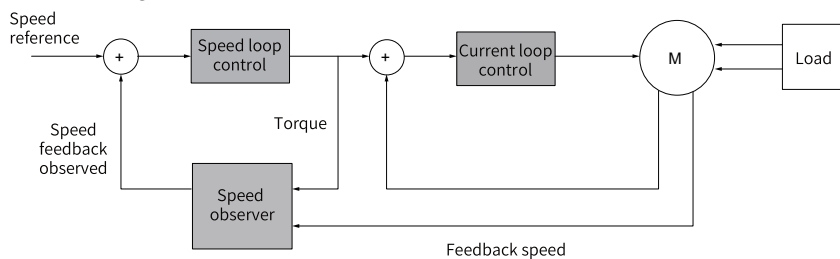 Speed
reference
+
Speed loop
control
+
Current loop
control
M
Load
Torque
Speed
feedback
observed
Speed
observer
Feedback speed